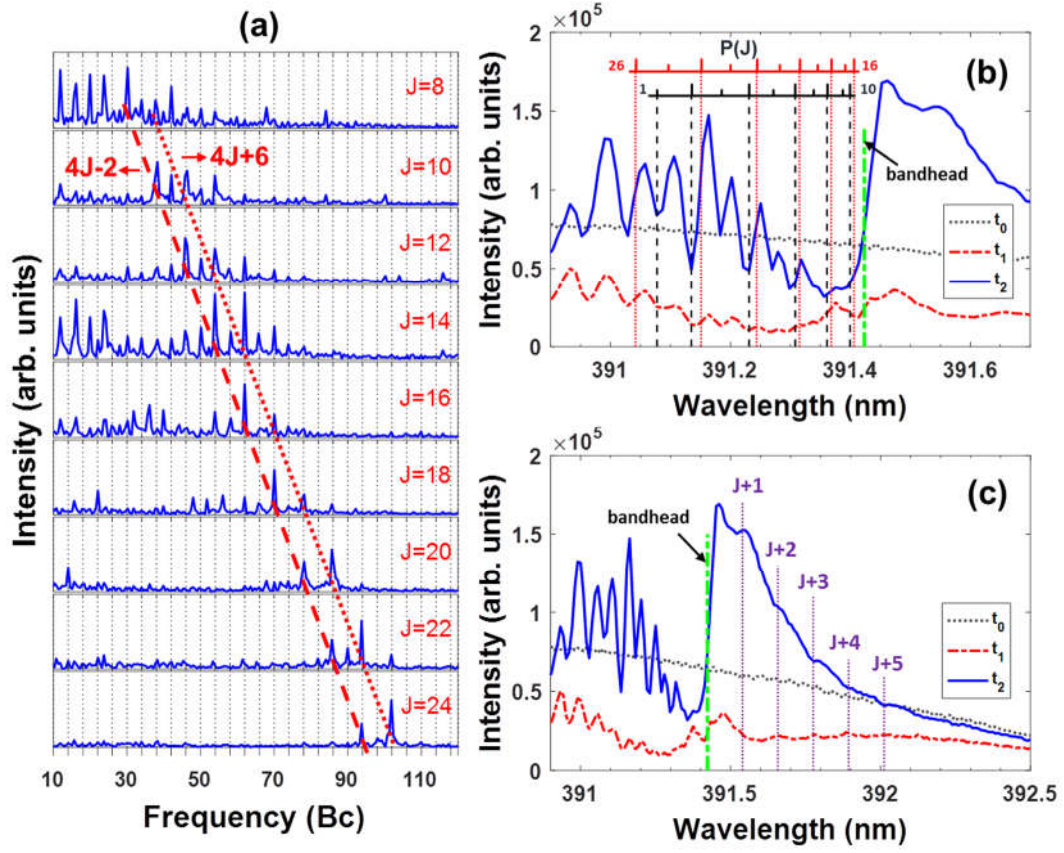 (a)
J=8
J=10
4J-2
4J+6
J=12
J=14
J=16
J=18
J=20
J=22
J=24
10 30 50 70 90 110
Frequency (Bc)
Intensity (arb. units)
×10⁵
(b)
P(J)
26 16
1 10
bandhead
t₀
t₁
t₂
2
1.5
1
0.5
0
391 391.2 391.4 391.6
Wavelength (nm)
Intensity (arb. units)
×10⁵
(c)
bandhead
J+1
J+2
J+3
J+4
J+5
t₀
t₁
t₂
2
1.5
1
0.5
0
391 391.5 392 392.5
Wavelength (nm)
Intensity (arb. units)